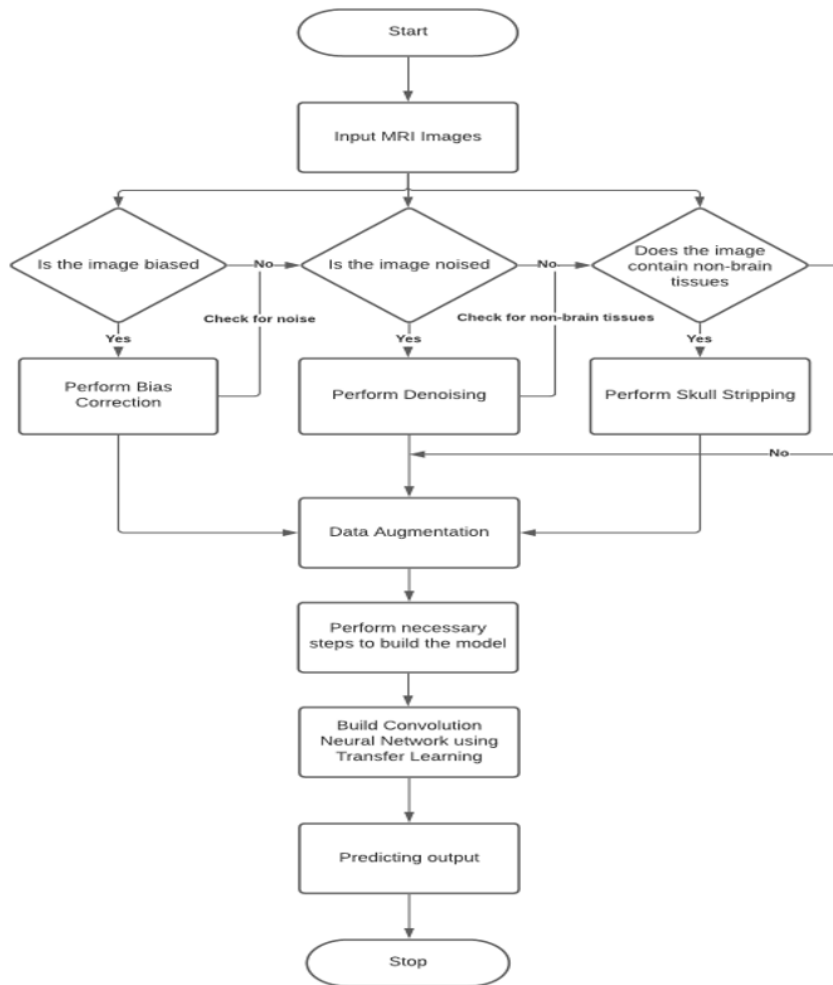 Start
Input MRI Images
Is the image biased
No
Is the image noised
No
Does the image
contain non-brain
tissues
Check for noise
Check for non-brain tissues
Yes
Yes
Yes
Perform Bias
Correction
Perform Denoising
Perform Skull Stripping
No
Data Augmentation
Perform necessary
steps to build the model
Build Convolution
Neural Network using
Transfer Learning
Predicting output
Stop